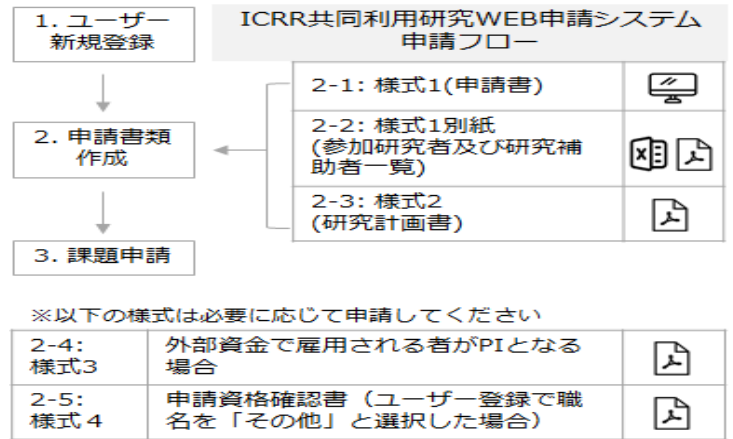 1. ユーザー
新規登録
ICRR共同利用研究WEB申請システム
申請フロー
2-1: 様式1(申請書)
2. 申請書類
作成
2-2: 様式1別紙
(参加研究者及び研究補
助者一覧)
2-3: 様式2
(研究計画書)
3. 課題申請
※以下の様式は必要に応じて申請してください
2-4:
様式3
外部資金で雇用される者がPIとなる
場合
2-5:
様式４
申請資格確認書（ユーザー登録で職
名を「その他」と選択した場合）